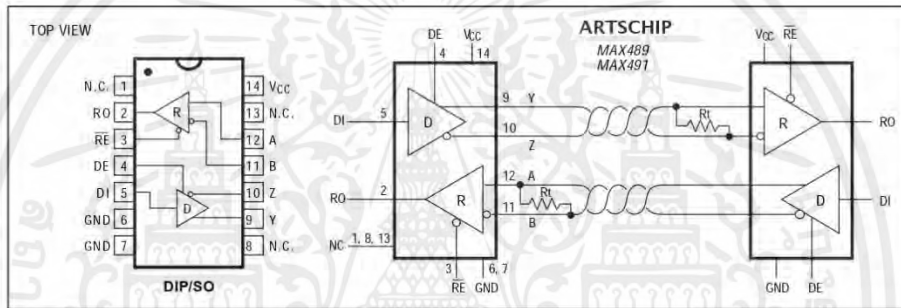 TOP VIEW
N.C. 1
RO 2
RE 3
DE 4
DI 5
GND 6
GND 7
14 VCC
13 N.C.
12 A
11 B
10 Z
9 Y
8 N.C.
R
D
DIP/SO
ARTSCHIP
MAX489
MAX491
DE
4
VCC
14
DI 5
D
9 Y
10
Z
Rt
RO 2
R
12 A
Rt
11
B
NC 1, 8, 13
3
RE
6, 7
GND
VCC
RE
R
RO
D
DI
GND
DE